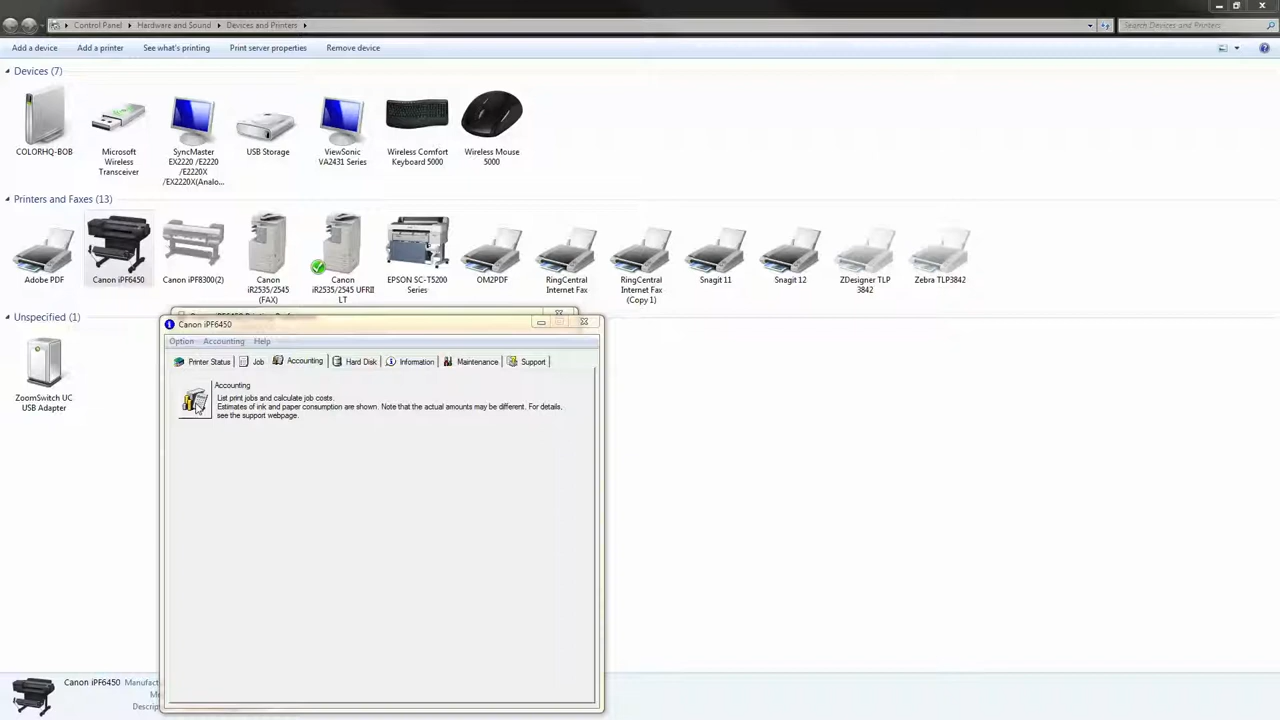 Control Panel Hardware and Sound Devices and Printers
Search Devices and Printers
Add a device Add a printer See what's printing Print server properties Remove device
Devices (7)
COLORHQ-BOB
Microsoft
Wireless
Transceiver
SyncMaster
EX2220 /E2220
/E2220X
/EX2220X(Analo...
USB Storage
ViewSonic
VA2431 Series
Wireless Comfort
Keyboard 5000
Wireless Mouse
5000
Printers and Faxes (13)
Adobe PDF
Canon iPF6450
Canon iPF8300(2)
Canon
iR2535/2545
(FAX)
Canon
iR2535/2545 UFRII
LT
EPSON SC-T5200
Series
OM2PDF
RingCentral
Internet Fax
RingCentral
Internet Fax
(Copy 1)
Snagit 11
Snagit 12
ZDesigner TLP
3842
Zebra TLP3842
Unspecified (1)
ZoomSwitch UC
USB Adapter
Canon iPF6450
Option Accounting Help
Printer Status Job Accounting Hard Disk Information Maintenance Support
Accounting
List print jobs and calculate job costs.
Estimates of ink and paper consumption are shown. Note that the actual amounts may be different. For details,
see the support webpage.
Canon iPF6450 Manufact
Descrip